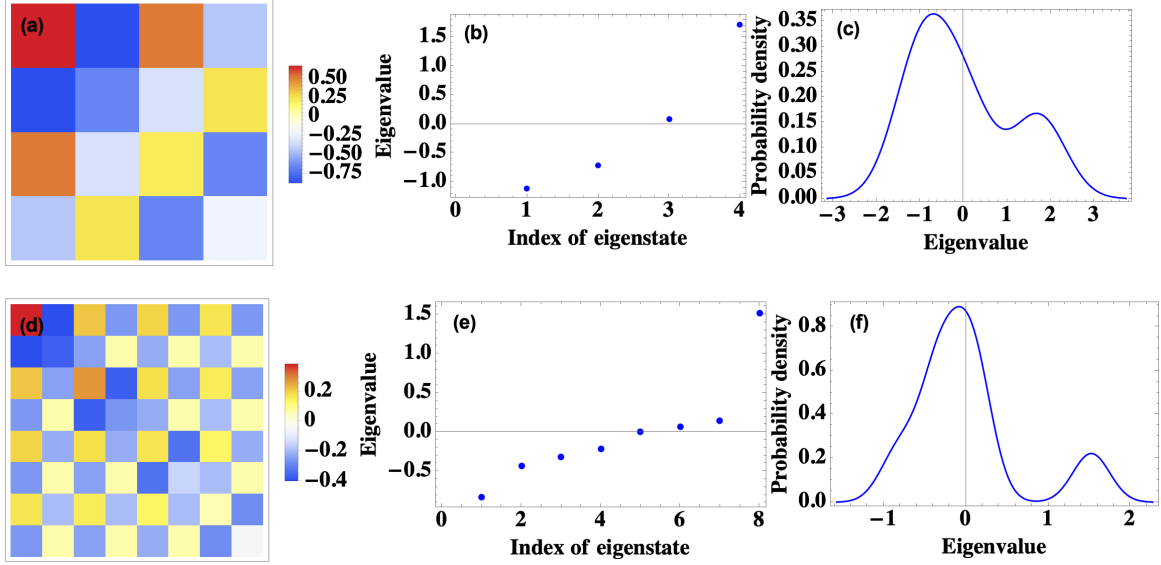 (a)
0.50
0.25
0
−0.25
−0.50
−0.75
(b)
Eigenvalue
1.5
1.0
0.5
0.0
−0.5
−1.0
0 1 2 3 4
Index of eigenstate
(c)
Probability density
0.35
0.30
0.25
0.20
0.15
0.10
0.05
0.00
−3 −2 −1 0 1 2 3
Eigenvalue
(d)
0.2
0
−0.2
−0.4
(e)
Eigenvalue
1.5
1.0
0.5
0.0
−0.5
0 2 4 6 8
Index of eigenstate
(f)
Probability density
0.8
0.6
0.4
0.2
0.0
−1 0 1 2
Eigenvalue